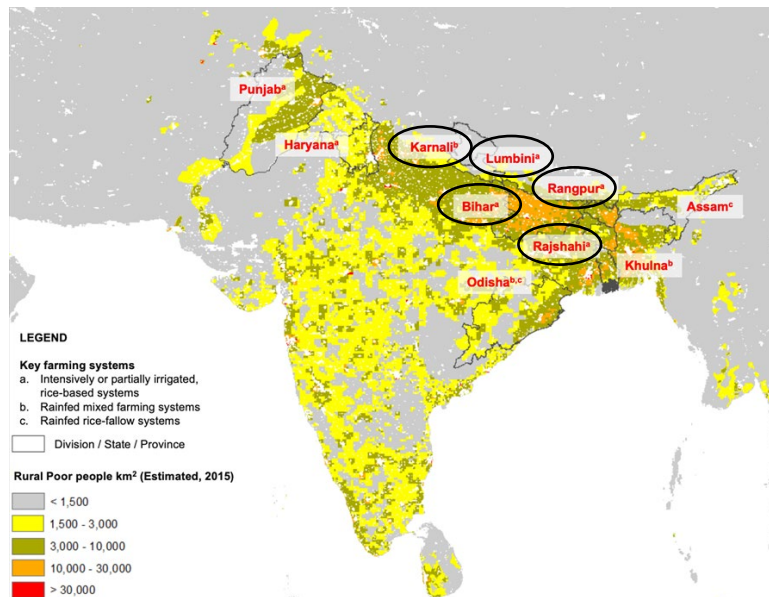 Punjabᵃ
Haryanaᵃ
Karnaliᵇ
Lumbiniᵃ
Rangpurᵃ
Biharᵃ
Assamᶜ
Rajshahiᵃ
Khulnaᵇ
Odishaᵇ,ᶜ
LEGEND
Key farming systems
a. Intensively or partially irrigated,
rice-based systems
b. Rainfed mixed farming systems
c. Rainfed rice-fallow systems
Division / State / Province
Rural Poor people km² (Estimated, 2015)
< 1,500
1,500 - 3,000
3,000 - 10,000
10,000 - 30,000
> 30,000